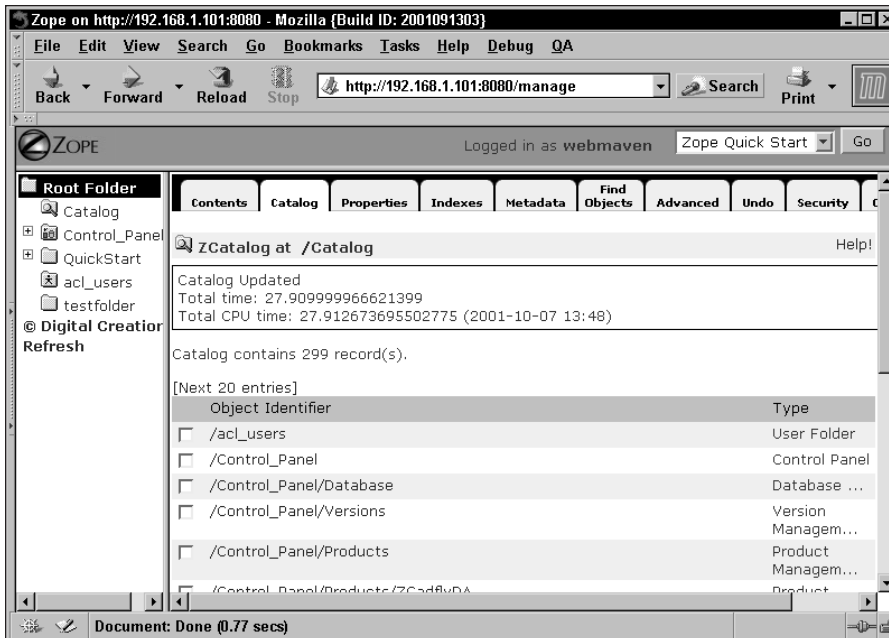 Zope on http://192.168.1.101:8080 - Mozilla {Build ID: 2001091303}
File Edit View Search Go Bookmarks Tasks Help Debug QA
http://192.168.1.101:8080/manage Search
Back Forward Reload Stop Print
ZOPE Logged in as webmaven Zope Quick Start Go
Root Folder
Catalog
Control_Panel
QuickStart
acl_users
testfolder
© Digital Creation
Refresh
Contents Catalog Properties Indexes Metadata Find Objects Advanced Undo Security
ZCatalog at /Catalog Help!
Catalog Updated
Total time: 27.909999966621399
Total CPU time: 27.912673695502775 (2001-10-07 13:48)
Catalog contains 299 record(s).
[Next 20 entries]
Object Identifier Type
/acl_users User Folder
/Control_Panel Control Panel
/Control_Panel/Database Database ...
/Control_Panel/Versions Version Managem...
/Control_Panel/Products Product Managem...
/Control_Panel/Products/ZGadflyDA Product
Document: Done (0.77 secs)